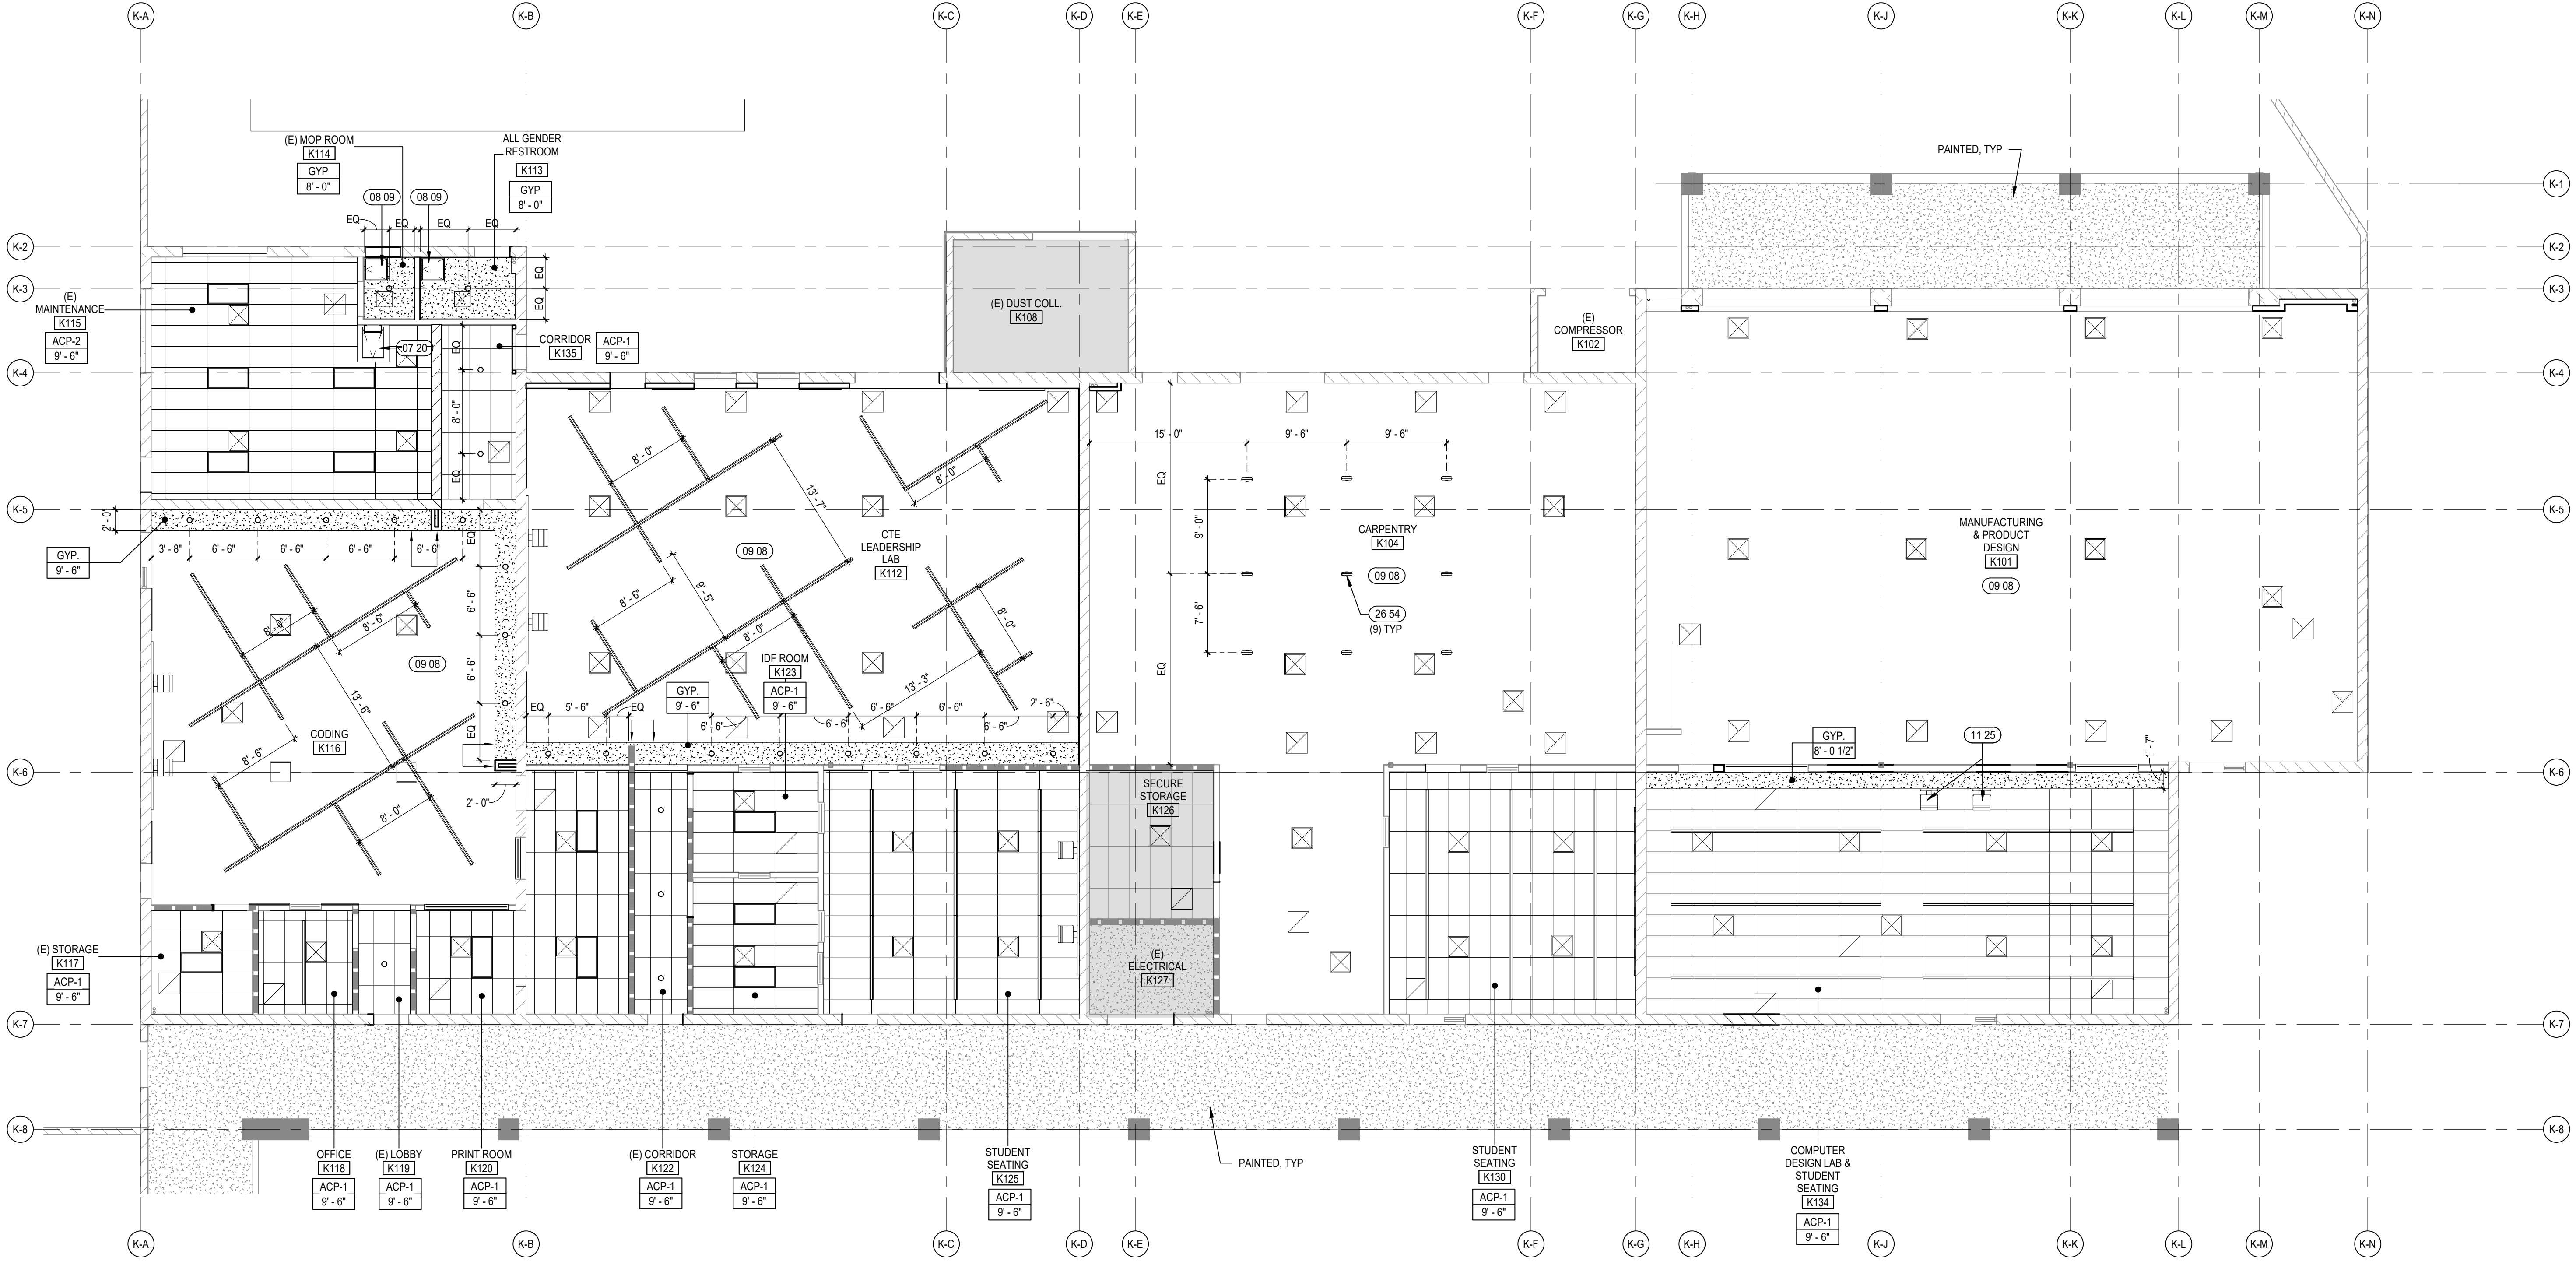 K-A
K-B
K-C
K-D
K-E
K-F
K-G
K-H
K-J
K-K
K-L
K-M
K-N
(E) MOP ROOM
K114
GYP
8' - 0"
ALL GENDER
RESTROOM
K113
GYP
8' - 0"
PAINTED, TYP
K-1
08 09
08 09
EQ
EQ
EQ
EQ
K-2
K-2
EQ
EQ
K-3
K-3
(E)
MAINTENANCE
K115
ACP-2
9' - 6"
(E) DUST COLL.
K108
(E)
COMPRESSOR
K102
07 20
EQ
CORRIDOR
K135
ACP-1
9' - 6"
K-4
K-4
8' - 0"
EQ
8' - 0"
13' - 7"
8' - 0"
15' - 0"
9' - 6"
9' - 6"
EQ
K-5
K-5
2' - 0"
GYP.
9' - 6"
3' - 8"
6' - 6"
6' - 6"
6' - 6"
6' - 6"
EQ
9' - 0"
CTE
LEADERSHIP
LAB
K112
09 08
CARPENTRY
K104
09 08
26 54
(9) TYP
MANUFACTURING
& PRODUCT
DESIGN
K101
09 08
8' - 0"
8' - 6"
6' - 6"
6' - 6"
8' - 6"
9' - 5"
8' - 0"
8' - 0"
7' - 6"
EQ
09 08
13' - 6"
CODING
K116
8' - 6"
8' - 0"
EQ
2' - 0"
IDF ROOM
K123
ACP-1
9' - 6"
GYP.
9' - 6"
13' - 3"
EQ
5' - 6"
EQ
6' - 6"
6' - 6"
6' - 6"
6' - 6"
6' - 6"
2' - 6"
GYP.
8' - 0 1/2"
11 25
1' - 7"
K-6
K-6
SECURE
STORAGE
K126
(E)
ELECTRICAL
K127
(E) STORAGE
K117
ACP-1
9' - 6"
K-7
K-7
K-8
K-8
OFFICE
K118
ACP-1
9' - 6"
(E) LOBBY
K119
ACP-1
9' - 6"
PRINT ROOM
K120
ACP-1
9' - 6"
(E) CORRIDOR
K122
ACP-1
9' - 6"
STORAGE
K124
ACP-1
9' - 6"
STUDENT
SEATING
K125
ACP-1
9' - 6"
PAINTED, TYP
STUDENT
SEATING
K130
ACP-1
9' - 6"
COMPUTER
DESIGN LAB &
STUDENT
SEATING
K134
ACP-1
9' - 6"
K-A
K-B
K-C
K-D
K-E
K-F
K-G
K-H
K-J
K-K
K-L
K-M
K-N